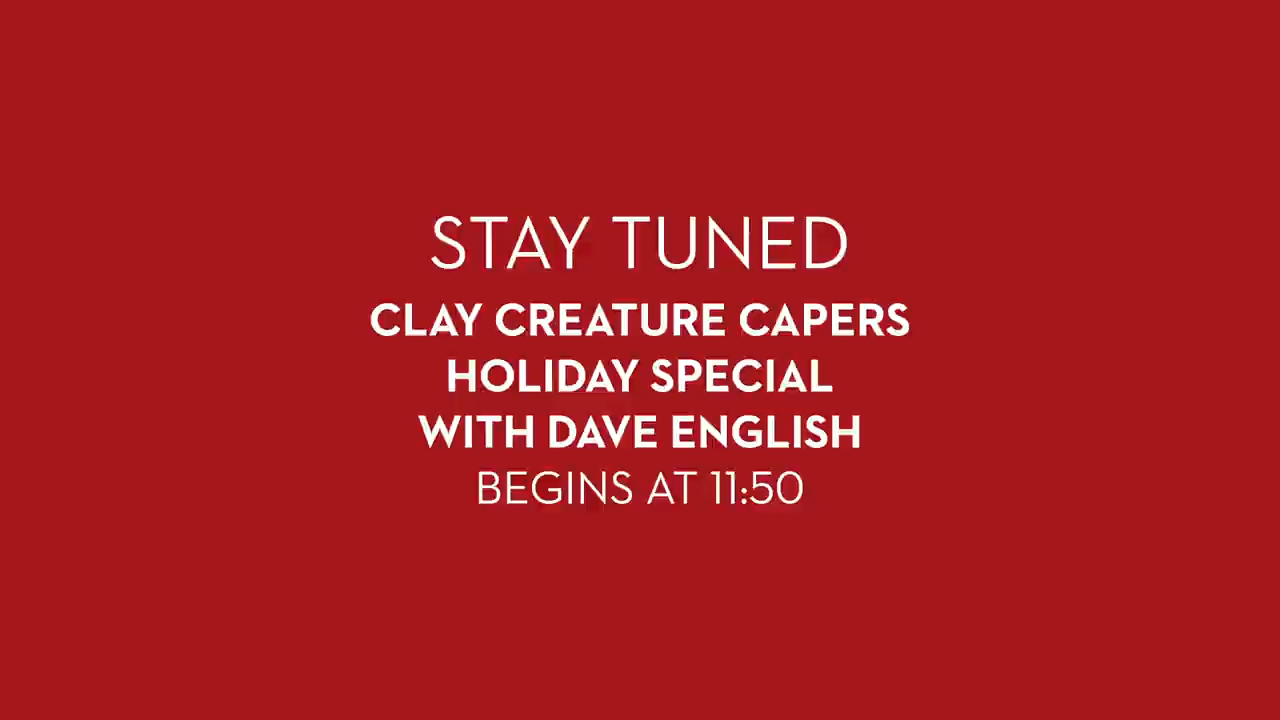 STAY TUNED
CLAY CREATURE CAPERS
HOLIDAY SPECIAL
WITH DAVE ENGLISH
BEGINS AT 11:50